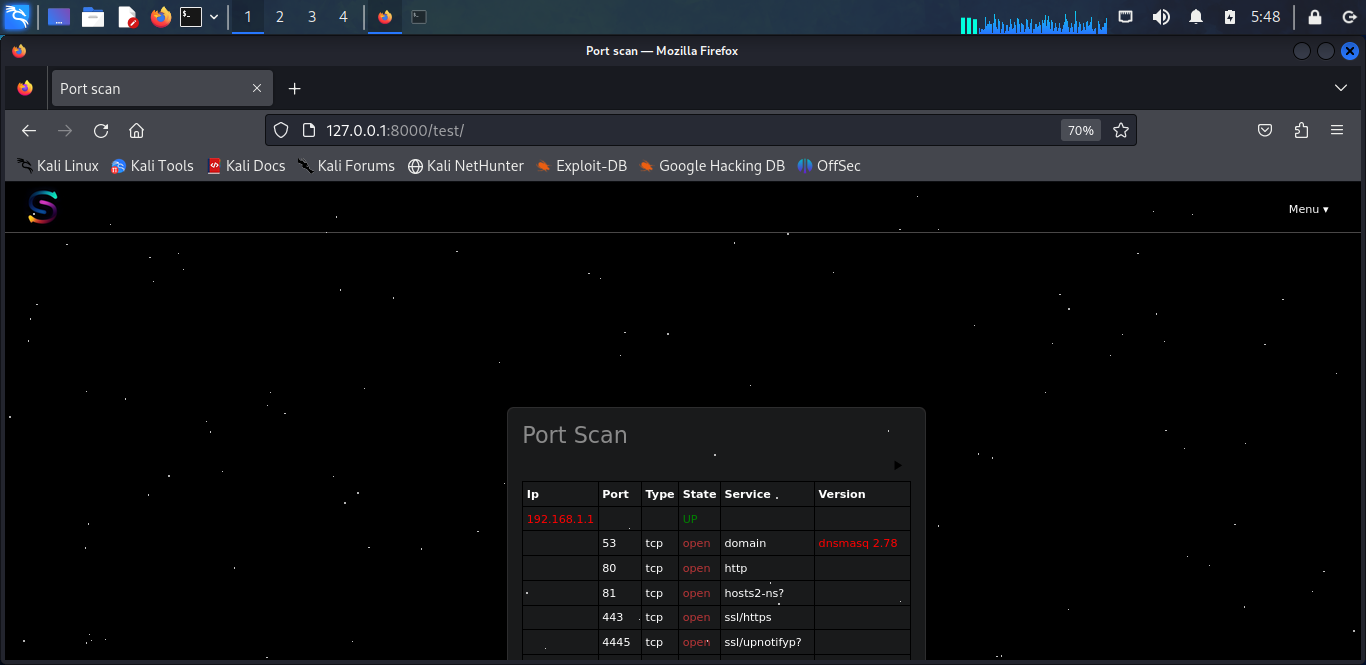 1 2 3 4 5:48
Port scan — Mozilla Firefox
Port scan
127.0.0.1:8000/test/ 70%
Kali Linux Kali Tools Kali Docs Kali Forums Kali NetHunter Exploit-DB Google Hacking DB OffSec
S Menu ▾
Port Scan
Ip Port Type State Service Version
192.168.1.1 UP
53 tcp open domain dnsmasq 2.78
80 tcp open http
81 tcp open hosts2-ns?
443 tcp open ssl/https
4445 tcp open ssl/upnotifyp?